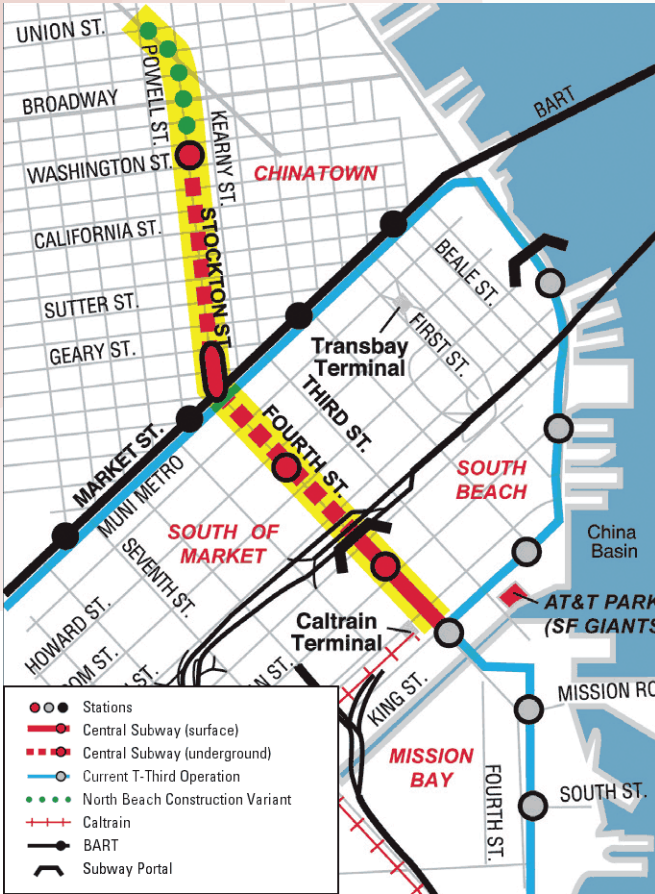 UNION ST.
POWELL ST.
BROADWAY
KEARNY ST.
WASHINGTON ST.
CHINATOWN
BART
STOCKTON ST.
CALIFORNIA ST.
BEALE ST.
SUTTER ST.
FIRST ST.
GEARY ST.
Transbay
Terminal
THIRD ST.
MARKET ST.
FOURTH ST.
MUNI METRO
SOUTH
BEACH
SOUTH OF
MARKET
China
Basin
SEVENTH ST.
HOWARD ST.
AT&T PARK
(SF GIANTS
Caltrain
Terminal
KING ST.
MISSION RO
MISSION
BAY
FOURTH ST.
SOUTH ST.
Stations
Central Subway (surface)
Central Subway (underground)
Current T-Third Operation
North Beach Construction Variant
Caltrain
BART
Subway Portal